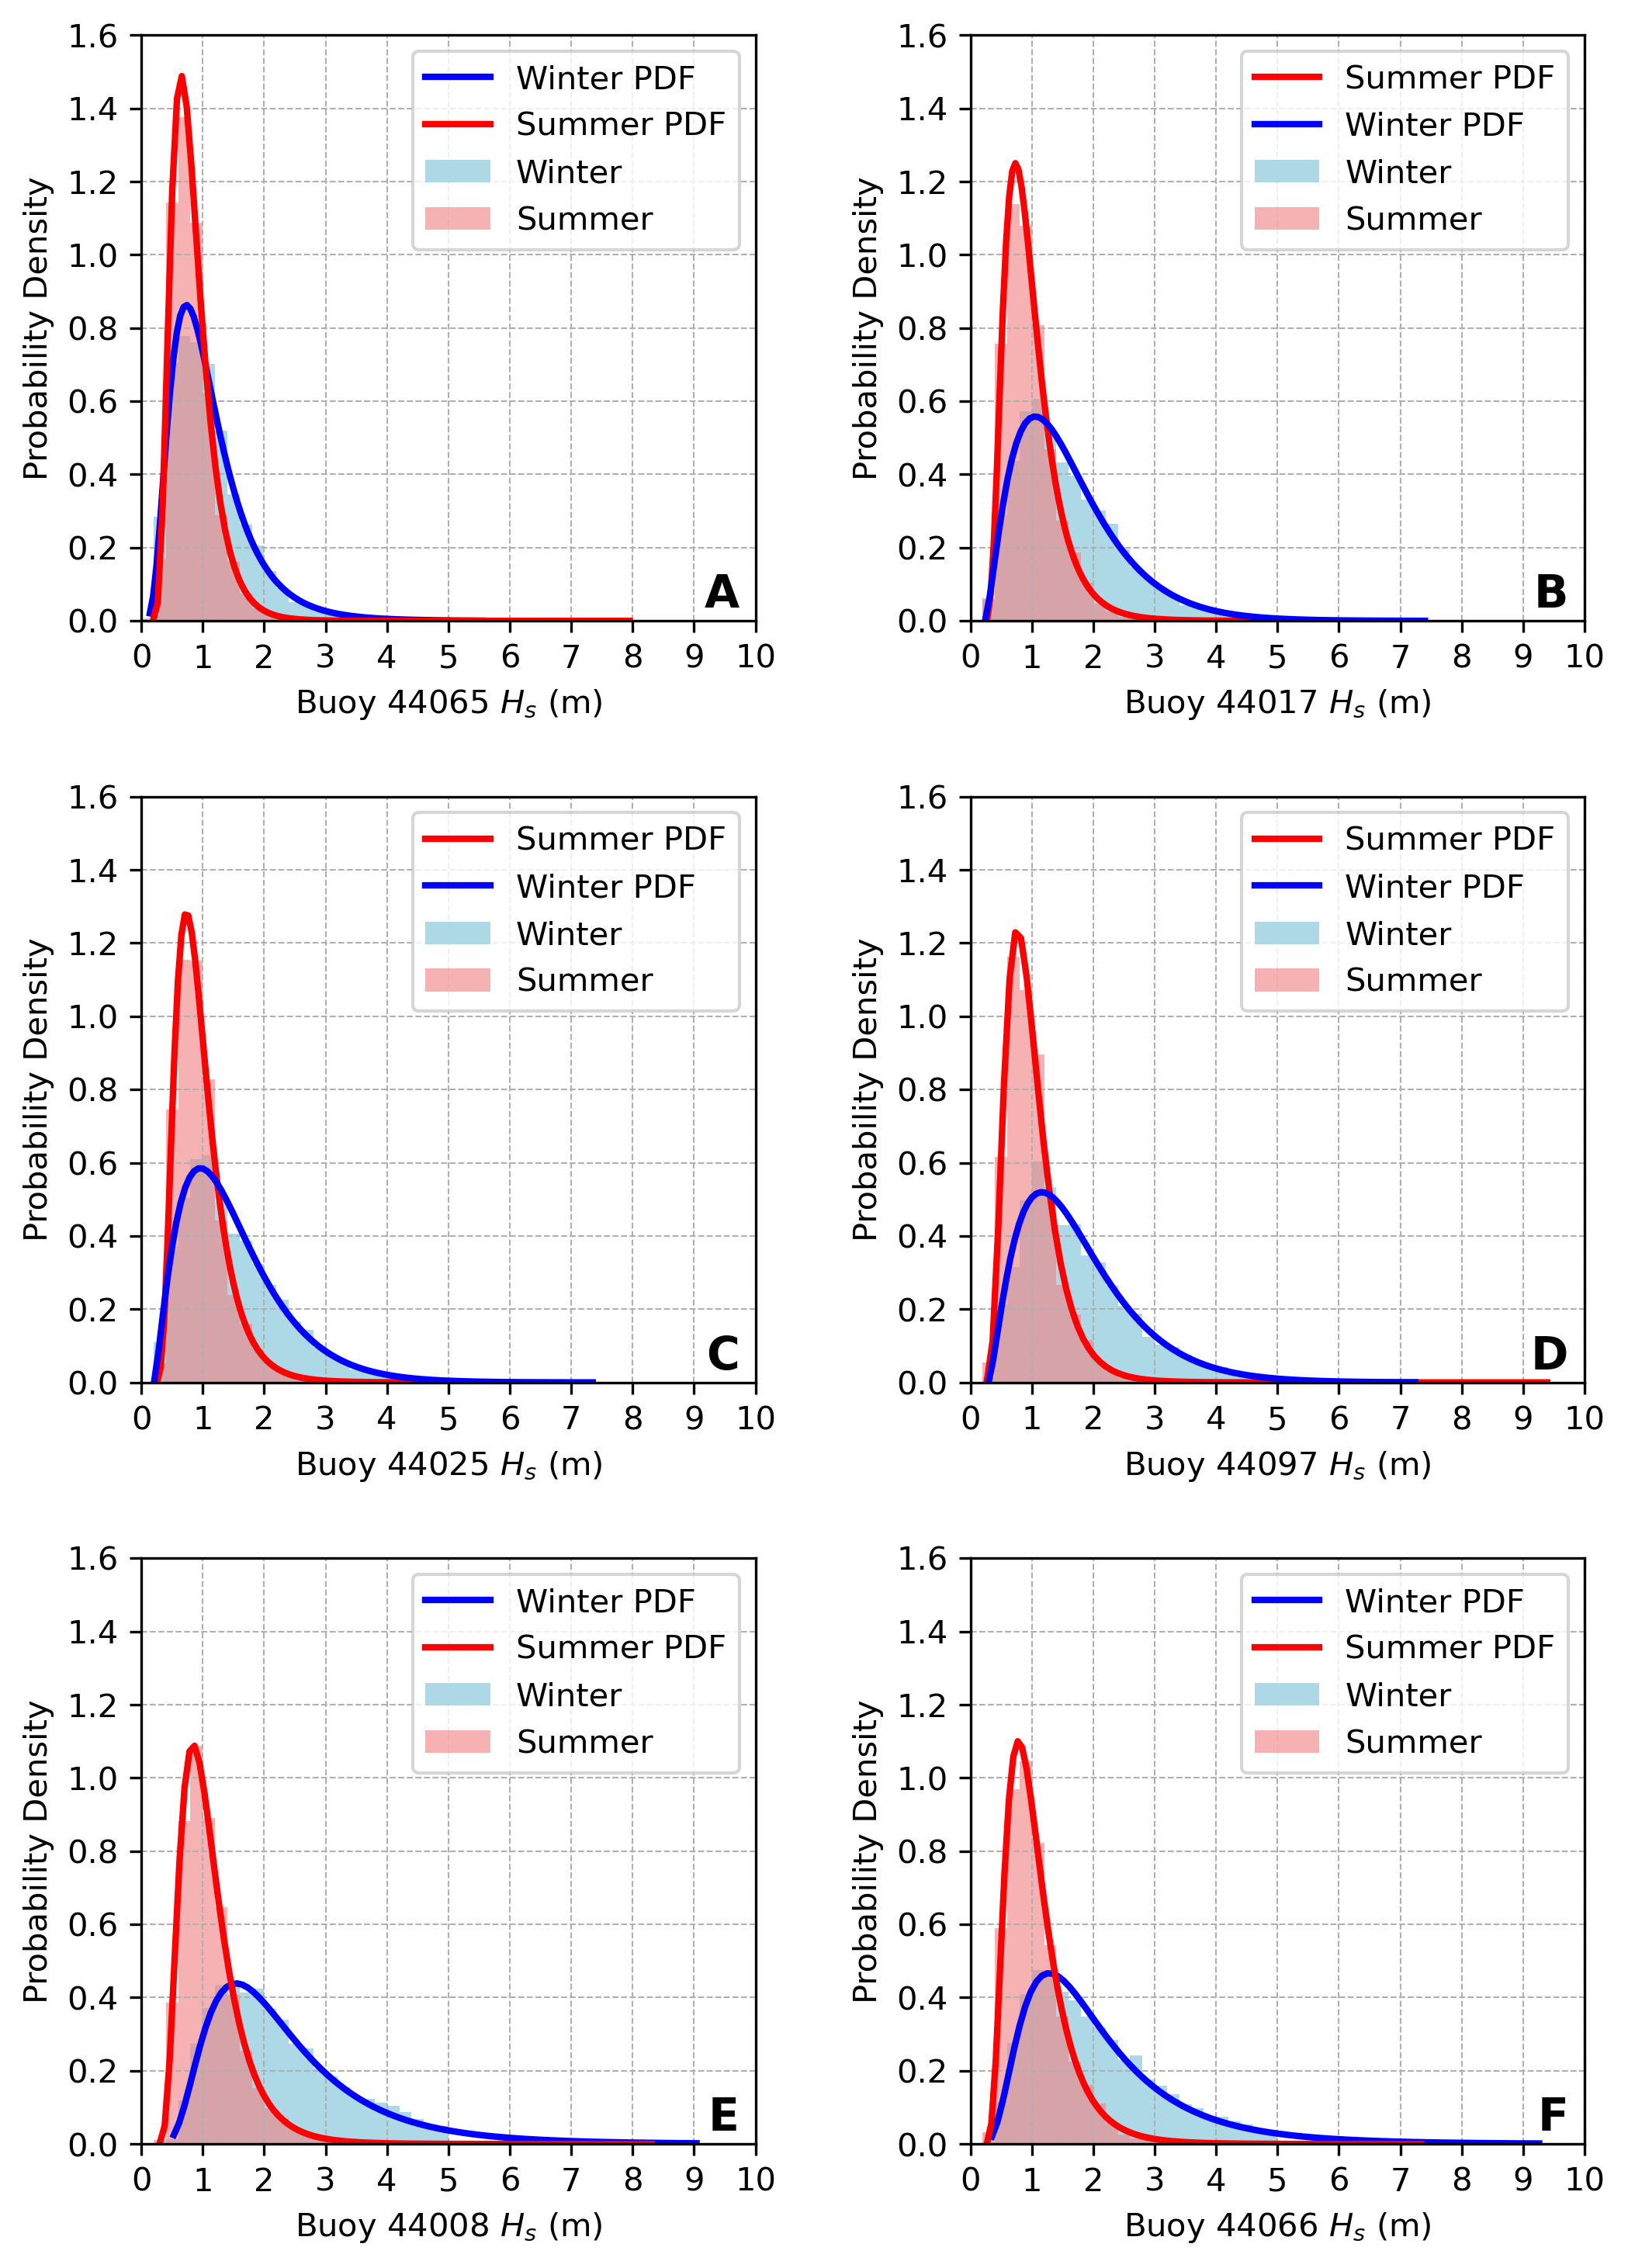 1.6
1.4
1.2
1.0
0.8
0.6
0.4
0.2
0.0
Probability Density
Winter PDF
Summer PDF
Winter
Summer
A
0 1 2 3 4 5 6 7 8 9 10
Buoy 44065 Hs (m)
1.6
1.4
1.2
1.0
0.8
0.6
0.4
0.2
0.0
Probability Density
Summer PDF
Winter PDF
Winter
Summer
B
0 1 2 3 4 5 6 7 8 9 10
Buoy 44017 Hs (m)
1.6
1.4
1.2
1.0
0.8
0.6
0.4
0.2
0.0
Probability Density
Summer PDF
Winter PDF
Winter
Summer
C
0 1 2 3 4 5 6 7 8 9 10
Buoy 44025 Hs (m)
1.6
1.4
1.2
1.0
0.8
0.6
0.4
0.2
0.0
Probability Density
Summer PDF
Winter PDF
Winter
Summer
D
0 1 2 3 4 5 6 7 8 9 10
Buoy 44097 Hs (m)
1.6
1.4
1.2
1.0
0.8
0.6
0.4
0.2
0.0
Probability Density
Winter PDF
Summer PDF
Winter
Summer
E
0 1 2 3 4 5 6 7 8 9 10
Buoy 44008 Hs (m)
1.6
1.4
1.2
1.0
0.8
0.6
0.4
0.2
0.0
Probability Density
Winter PDF
Summer PDF
Winter
Summer
F
0 1 2 3 4 5 6 7 8 9 10
Buoy 44066 Hs (m)